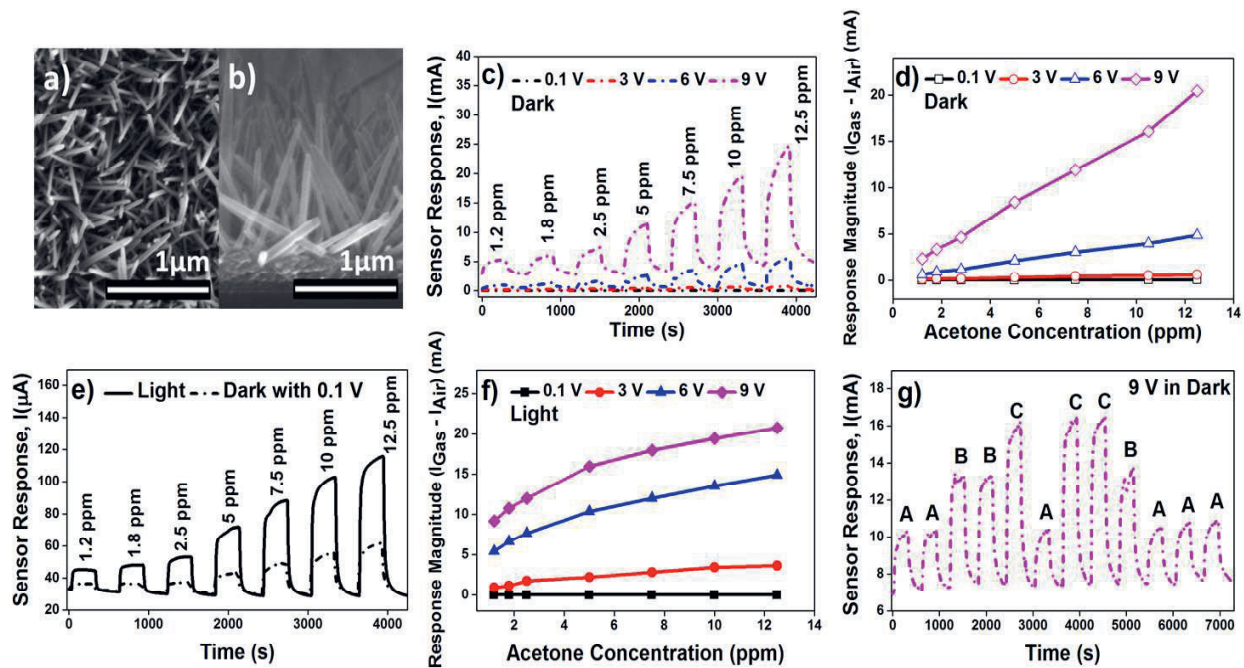 a)
1µm
b)
1µm
c)
0.1 V 3 V 6 V 9 V
Dark
1.2 ppm
1.8 ppm
2.5 ppm
5 ppm
7.5 ppm
10 ppm
12.5 ppm
Sensor Response, I(mA)
40
35
30
25
20
15
10
5
0
0 1000 2000 3000 4000
Time (s)
d)
0.1 V 3 V 6 V 9 V
Dark
Response Magnitude (IGas - IAir) (mA)
20
15
10
5
0
2 4 6 8 10 12 14
Acetone Concentration (ppm)
e)
Light Dark with 0.1 V
1.2 ppm
1.8 ppm
2.5 ppm
5 ppm
7.5 ppm
10 ppm
12.5 ppm
Sensor Response, I(µA)
160
140
120
100
80
60
40
20
0 1000 2000 3000 4000
Time (s)
f)
0.1 V 3 V 6 V 9 V
Light
Response Magnitude (IGas - IAir) (mA)
25
20
15
10
5
0
2 4 6 8 10 12 14
Acetone Concentration (ppm)
g)
9 V in Dark
A A B B C A C C B A A A
Sensor Response, I(mA)
18
16
14
12
10
8
6
0 1000 2000 3000 4000 5000 6000 7000
Time (s)